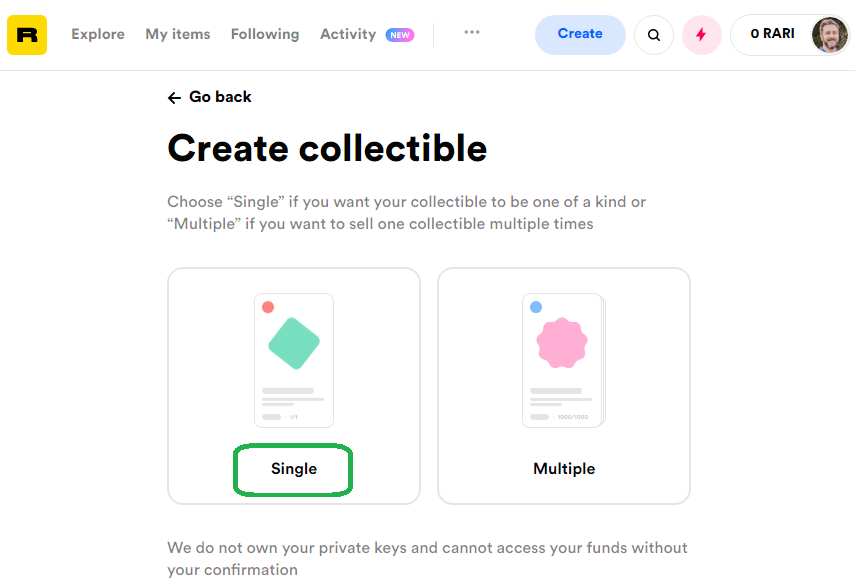 R
Explore My items Following Activity NEW ··· Create 0 RARI
← Go back
Create collectible
Choose “Single” if you want your collectible to be one of a kind or
“Multiple” if you want to sell one collectible multiple times
· 1/1
· 1000/1000
Single
Multiple
We do not own your private keys and cannot access your funds without
your confirmation